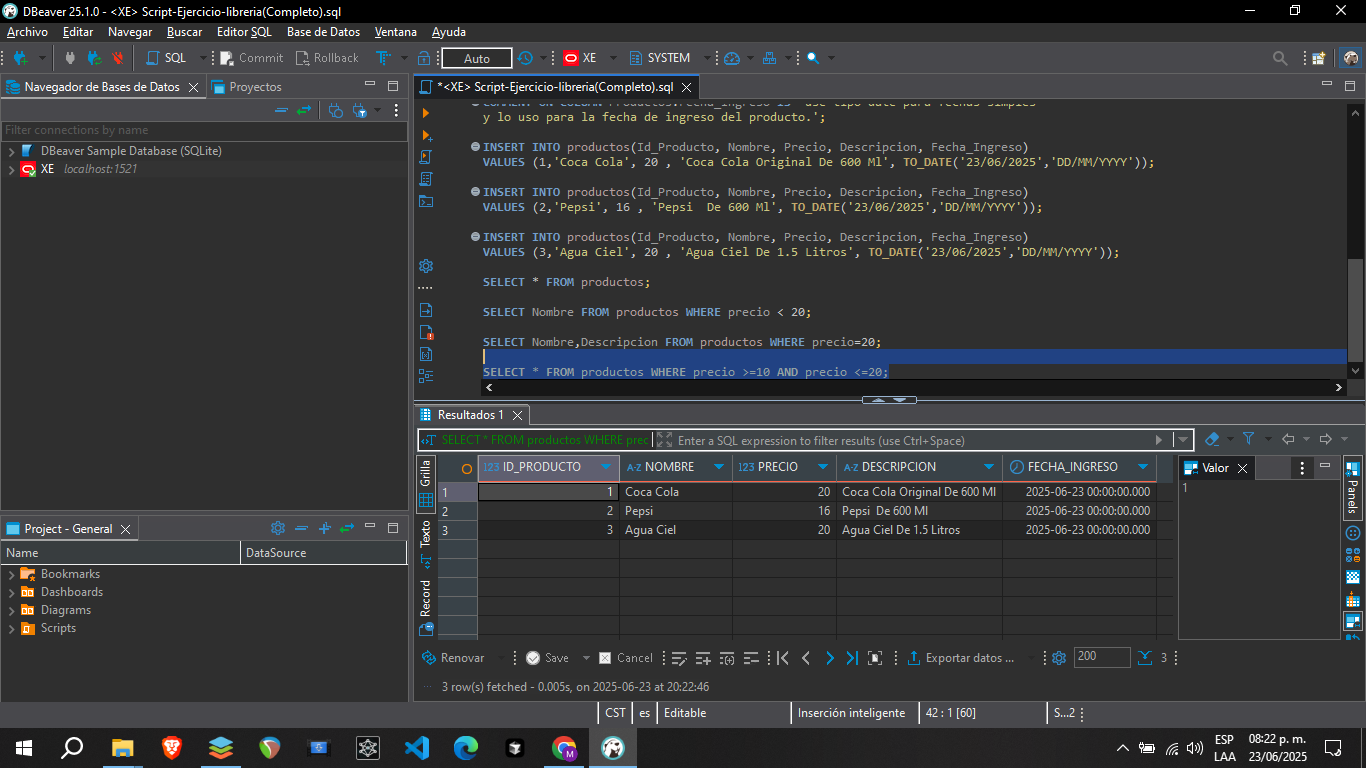 DBeaver 25.1.0 - <XE> Script-Ejercicio-libreria(Completo).sql
Archivo Editar Navegar Buscar Editor SQL Base de Datos Ventana Ayuda
SQL Commit Rollback Auto XE SYSTEM
Navegador de Bases de Datos Proyectos
Filter connections by name
DBeaver Sample Database (SQLite)
XE localhost:1521
*<XE> Script-Ejercicio-libreria(Completo).sql
y lo uso para la fecha de ingreso del producto.';
INSERT INTO productos(Id_Producto, Nombre, Precio, Descripcion, Fecha_Ingreso)
VALUES (1,'Coca Cola', 20 , 'Coca Cola Original De 600 Ml', TO_DATE('23/06/2025','DD/MM/YYYY'));
INSERT INTO productos(Id_Producto, Nombre, Precio, Descripcion, Fecha_Ingreso)
VALUES (2,'Pepsi', 16 , 'Pepsi  De 600 Ml', TO_DATE('23/06/2025','DD/MM/YYYY'));
INSERT INTO productos(Id_Producto, Nombre, Precio, Descripcion, Fecha_Ingreso)
VALUES (3,'Agua Ciel', 20 , 'Agua Ciel De 1.5 Litros', TO_DATE('23/06/2025','DD/MM/YYYY'));
SELECT * FROM productos;
SELECT Nombre FROM productos WHERE precio < 20;
SELECT Nombre,Descripcion FROM productos WHERE precio=20;
SELECT * FROM productos WHERE precio >=10 AND precio <=20;
Resultados 1
SELECT * FROM productos WHERE prec Enter a SQL expression to filter results (use Ctrl+Space)
Grilla
Texto
Record
123 ID_PRODUCTO A-Z NOMBRE 123 PRECIO A-Z DESCRIPCION FECHA_INGRESO
1 1 Coca Cola 20 Coca Cola Original De 600 Ml 2025-06-23 00:00:00.000
2 2 Pepsi 16 Pepsi  De 600 Ml 2025-06-23 00:00:00.000
3 3 Agua Ciel 20 Agua Ciel De 1.5 Litros 2025-06-23 00:00:00.000
Valor
1
Panels
Renovar Save Cancel Exportar datos ... 200 3
3 row(s) fetched - 0.005s, on 2025-06-23 at 20:22:46
Project - General
Name DataSource
Bookmarks
Dashboards
Diagrams
Scripts
CST es Editable Inserción inteligente 42 : 1 [60] S...2
ESP
LAA
08:22 p. m.
23/06/2025